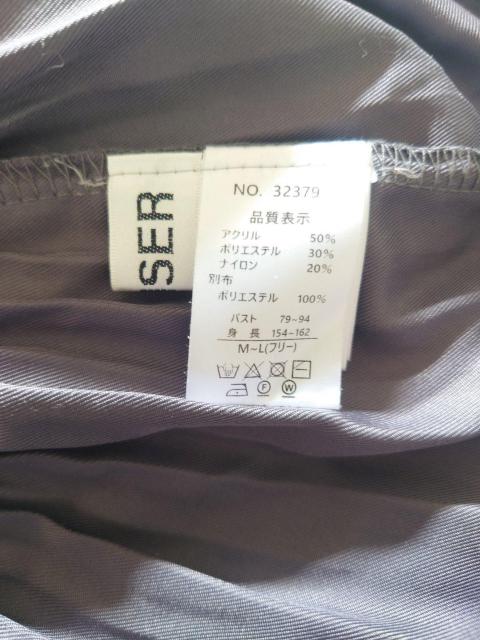 SER
NO. 32379
品質表示
アクリル 50%
ポリエステル 30%
ナイロン 20%
別布
ポリエステル 100%
バスト 79~94
身 長 154~162
M~L(フリー)
F W